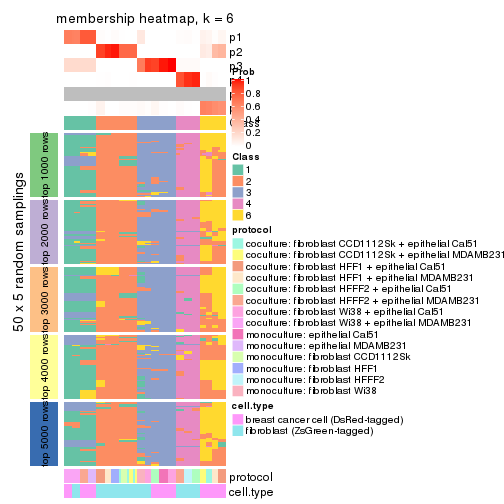 membership heatmap, k = 6
p1
p2
p3
Prob
1
0.8
0.6
0.4
0.2
0
Class
1
2
3
4
6
50 x 5 random samplings
top 1000 rows
top 2000 rows
top 3000 rows
top 4000 rows
top 5000 rows
protocol
coculture: fibroblast CCD1112Sk + epithelial Cal51
coculture: fibroblast CCD1112Sk + epithelial MDAMB231
coculture: fibroblast HFF1 + epithelial Cal51
coculture: fibroblast HFF1 + epithelial MDAMB231
coculture: fibroblast HFFF2 + epithelial Cal51
coculture: fibroblast HFFF2 + epithelial MDAMB231
coculture: fibroblast Wi38 + epithelial Cal51
coculture: fibroblast Wi38 + epithelial MDAMB231
monoculture: epithelial Cal51
monoculture: epithelial MDAMB231
monoculture: fibroblast CCD1112Sk
monoculture: fibroblast HFF1
monoculture: fibroblast HFFF2
monoculture: fibroblast Wi38
cell.type
breast cancer cell (DsRed-tagged)
fibroblast (ZsGreen-tagged)
protocol
cell.type